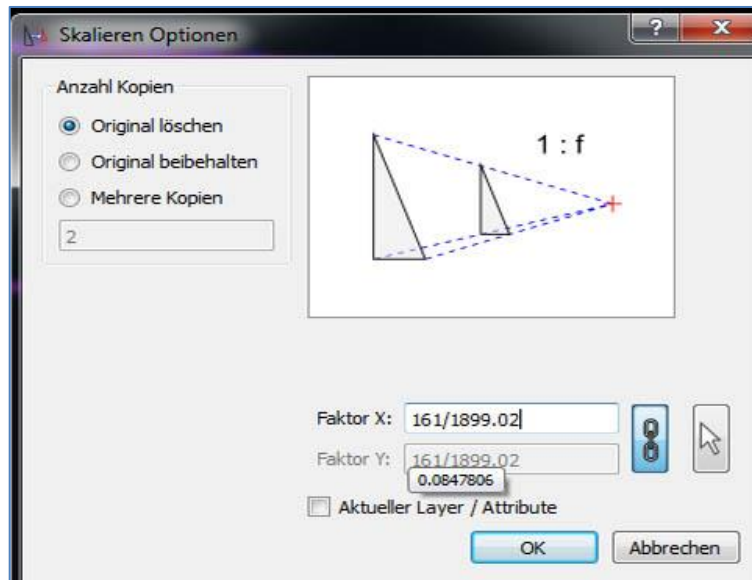 Skalieren Optionen
Anzahl Kopien
Original löschen
Original beibehalten
Mehrere Kopien
2
1 : f
Faktor X: 161/1899.02
Faktor Y: 161/1899.02
0.0847806
Aktueller Layer / Attribute
OK Abbrechen